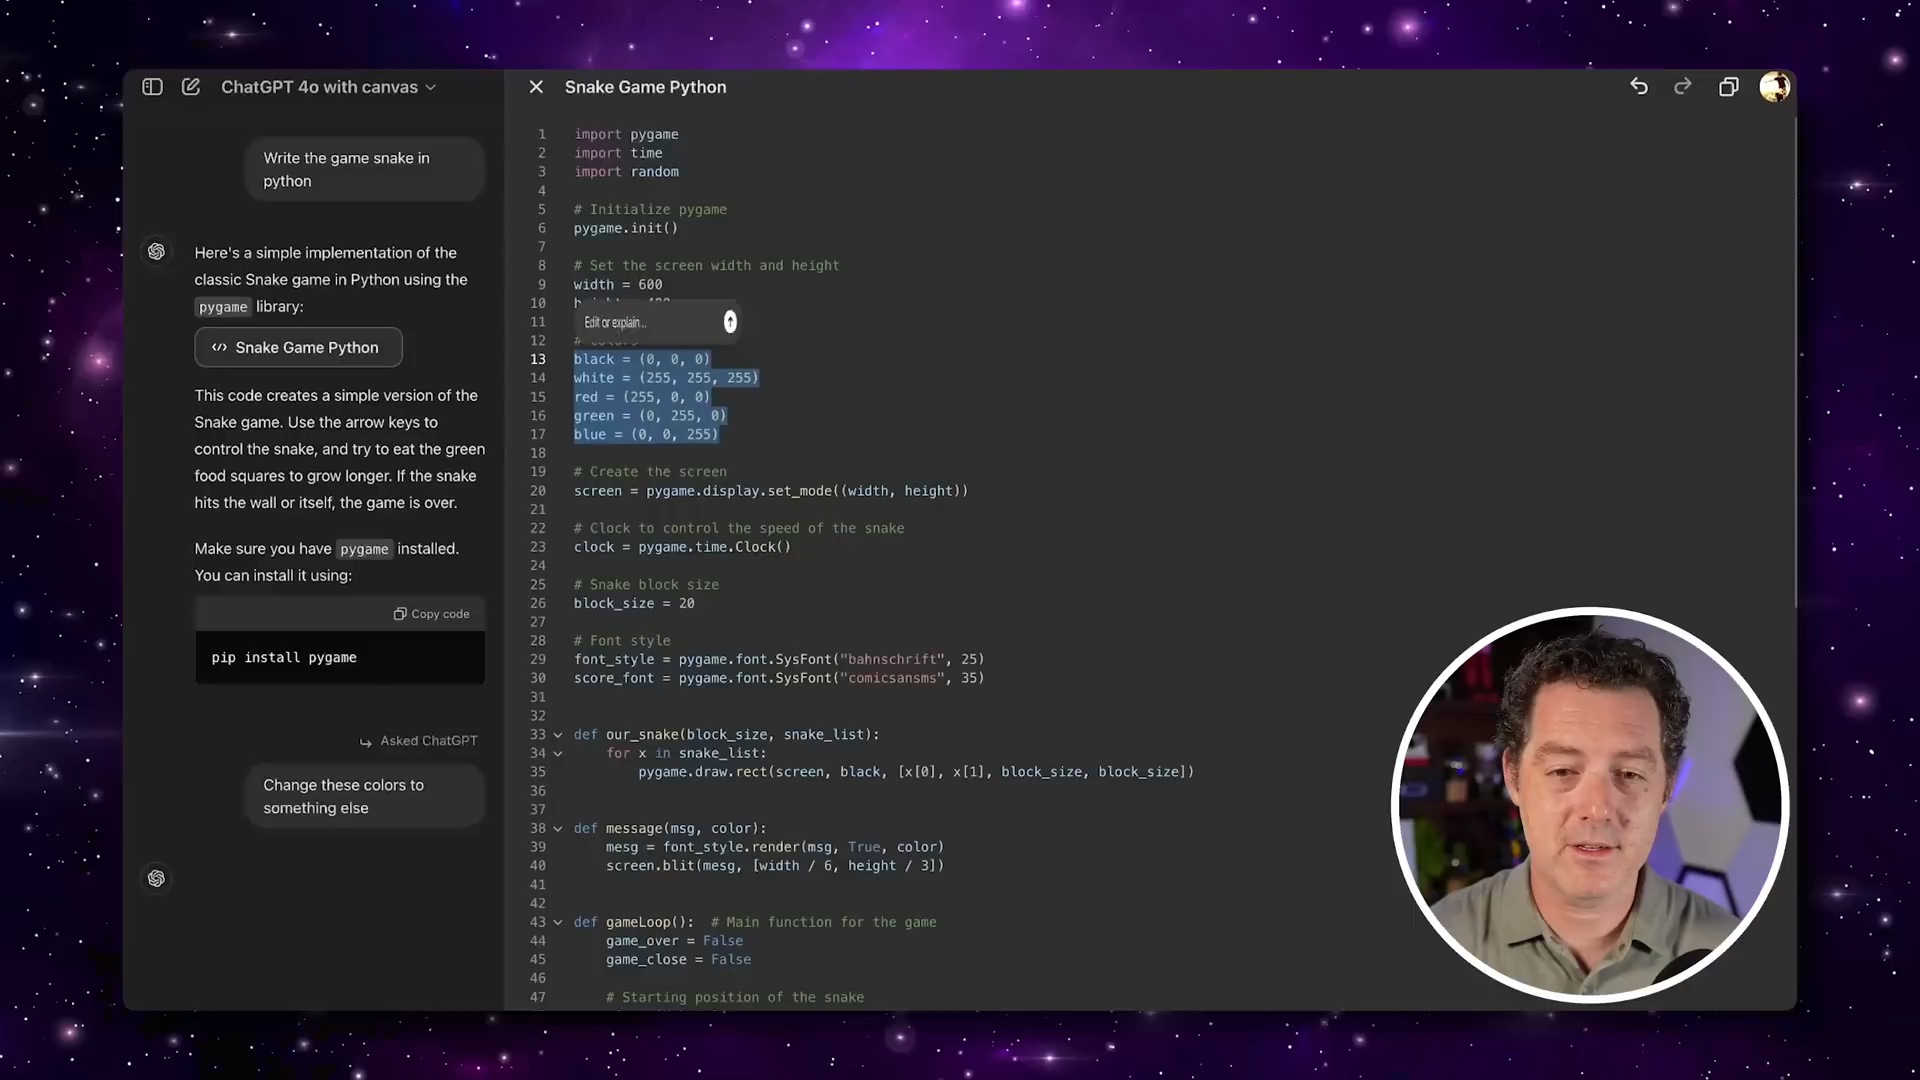 ChatGPT 4o with canvas
Write the game snake in
python
Here's a simple implementation of the
classic Snake game in Python using the
pygame library:
Snake Game Python
This code creates a simple version of the
Snake game. Use the arrow keys to
control the snake, and try to eat the green
food squares to grow longer. If the snake
hits the wall or itself, the game is over.
Make sure you have pygame installed.
You can install it using:
Copy code
pip install pygame
Asked ChatGPT
Change these colors to
something else
Snake Game Python
1 import pygame
2 import time
3 import random
4
5 # Initialize pygame
6 pygame.init()
7
8 # Set the screen width and height
9 width = 600
10
Edit or explain...
11
12
13 black = (0, 0, 0)
14 white = (255, 255, 255)
15 red = (255, 0, 0)
16 green = (0, 255, 0)
17 blue = (0, 0, 255)
18
19 # Create the screen
20 screen = pygame.display.set_mode((width, height))
21
22 # Clock to control the speed of the snake
23 clock = pygame.time.Clock()
24
25 # Snake block size
26 block_size = 20
27
28 # Font style
29 font_style = pygame.font.SysFont("bahnschrift", 25)
30 score_font = pygame.font.SysFont("comicsansms", 35)
31
32
33 def our_snake(block_size, snake_list):
34 for x in snake_list:
35 pygame.draw.rect(screen, black, [x[0], x[1], block_size, block_size])
36
37
38 def message(msg, color):
39 mesg = font_style.render(msg, True, color)
40 screen.blit(mesg, [width / 6, height / 3])
41
42
43 def gameLoop(): # Main function for the game
44 game_over = False
45 game_close = False
46
47 # Starting position of the snake